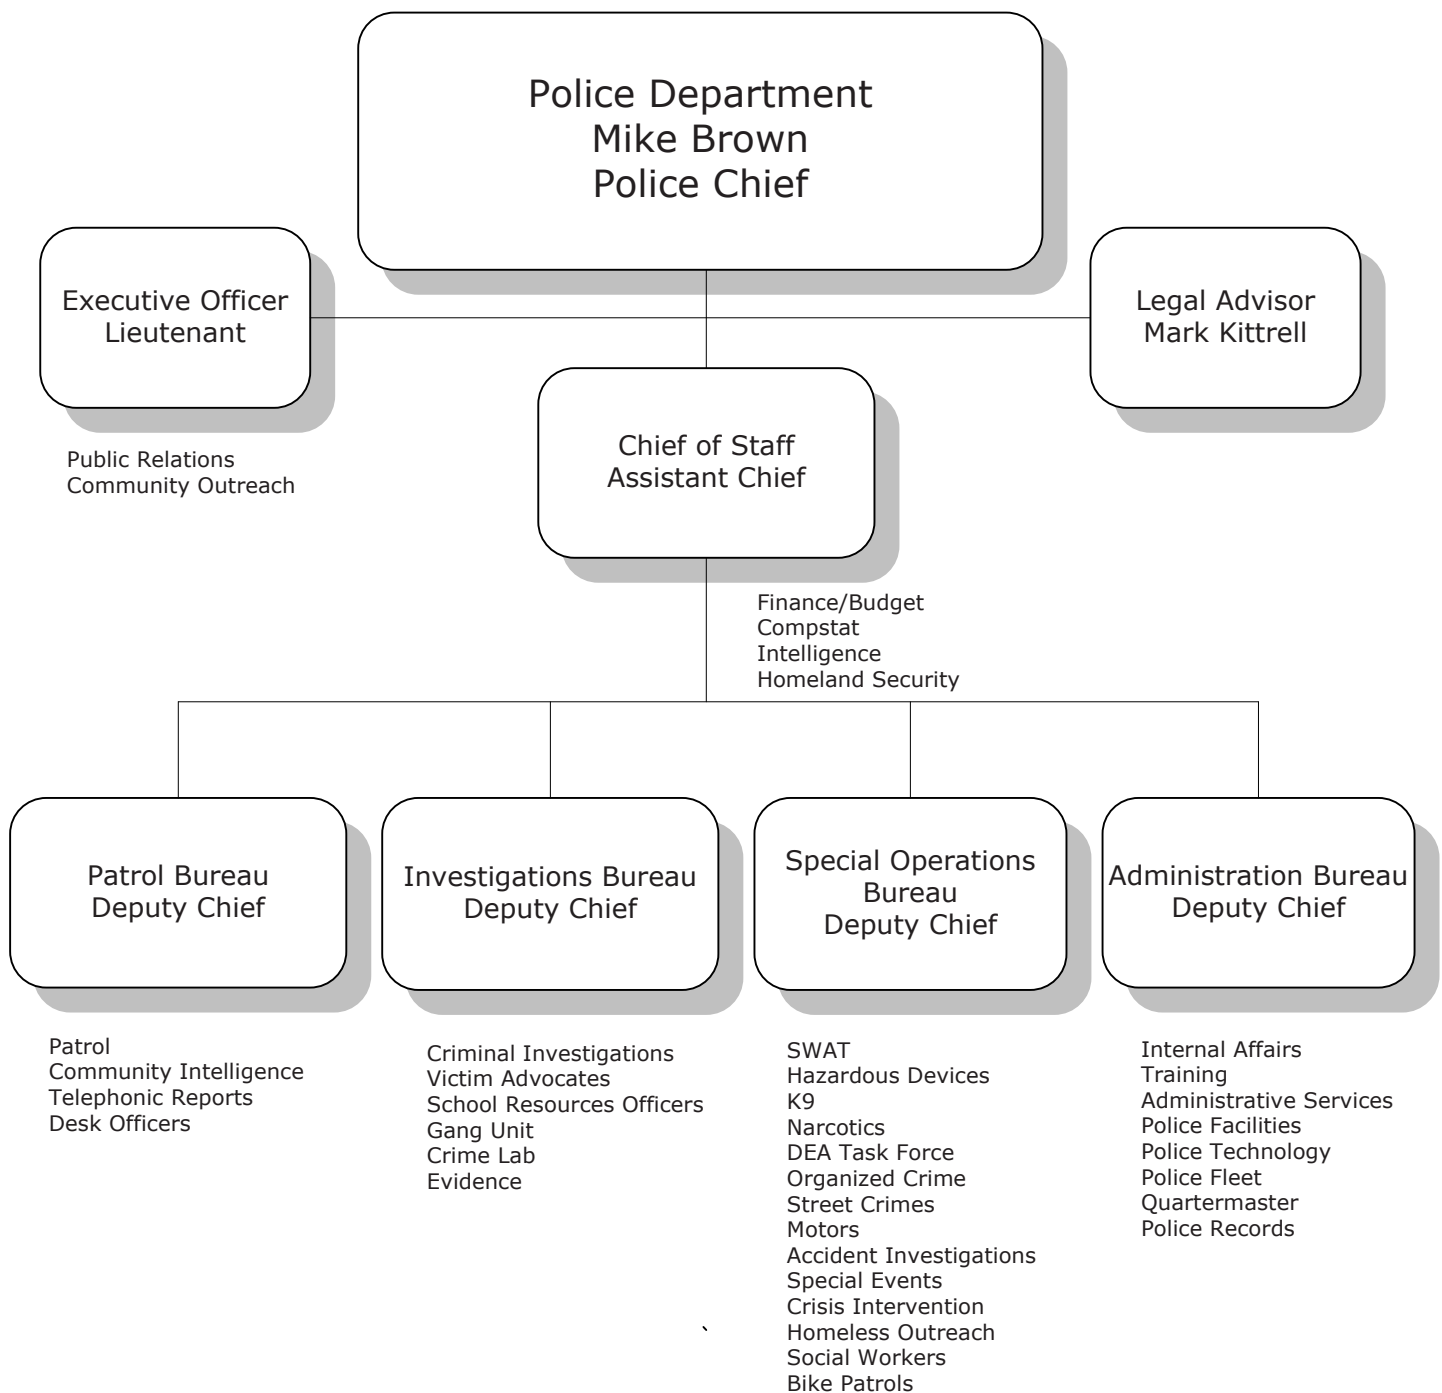 Police Department
Mike Brown
Police Chief
Executive Officer
Lieutenant
Legal Advisor
Mark Kittrell
Public Relations
Community Outreach
Chief of Staff
Assistant Chief
Finance/Budget
Compstat
Intelligence
Homeland Security
Patrol Bureau
Deputy Chief
Investigations Bureau
Deputy Chief
Special Operations
Bureau
Deputy Chief
Administration Bureau
Deputy Chief
Patrol
Community Intelligence
Telephonic Reports
Desk Officers
Criminal Investigations
Victim Advocates
School Resources Officers
Gang Unit
Crime Lab
Evidence
SWAT
Hazardous Devices
K9
Narcotics
DEA Task Force
Organized Crime
Street Crimes
Motors
Accident Investigations
Special Events
Crisis Intervention
Homeless Outreach
Social Workers
Bike Patrols
Internal Affairs
Training
Administrative Services
Police Facilities
Police Technology
Police Fleet
Quartermaster
Police Records
`